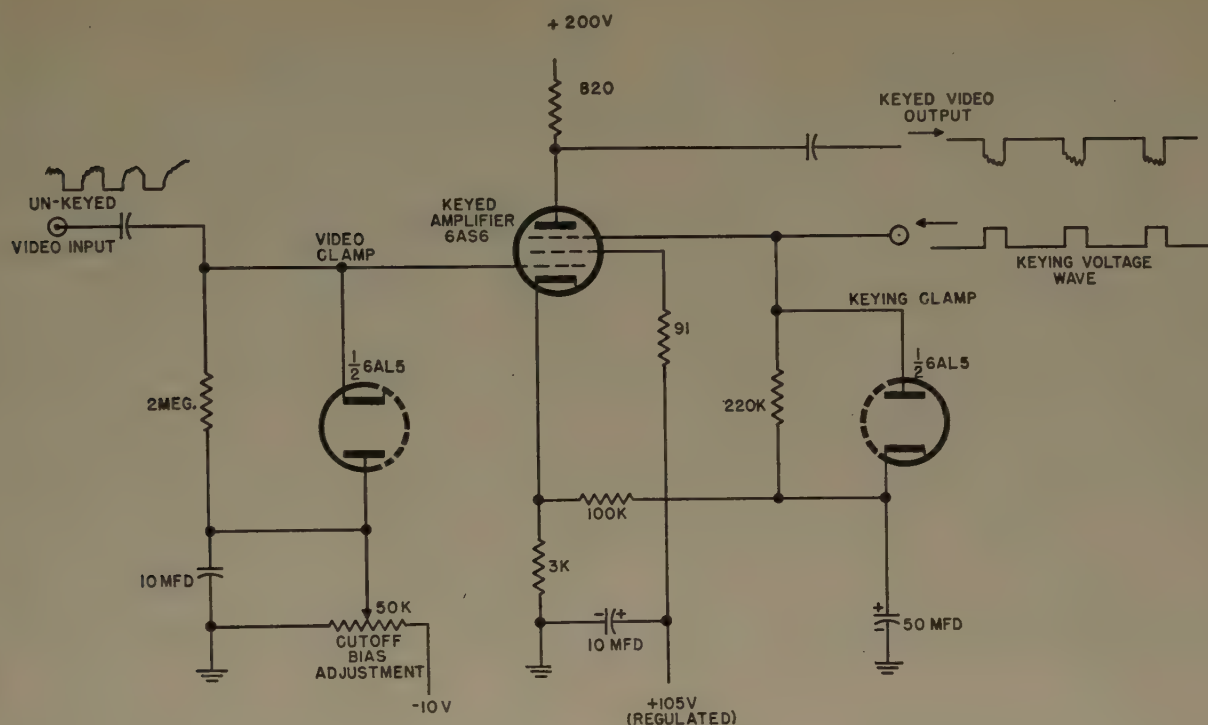 + 200V
820
KEYED VIDEO
OUTPUT
UN-KEYED
VIDEO INPUT
KEYED
AMPLIFIER
6AS6
VIDEO
CLAMP
KEYING VOLTAGE
WAVE
KEYING CLAMP
91
1/2 6AL5
1/2 6AL5
2MEG.
220K
100K
3K
10 MFD
50K
CUTOFF
BIAS
ADJUSTMENT
- +
10 MFD
+
-
50 MFD
-10V
+105V
(REGULATED)